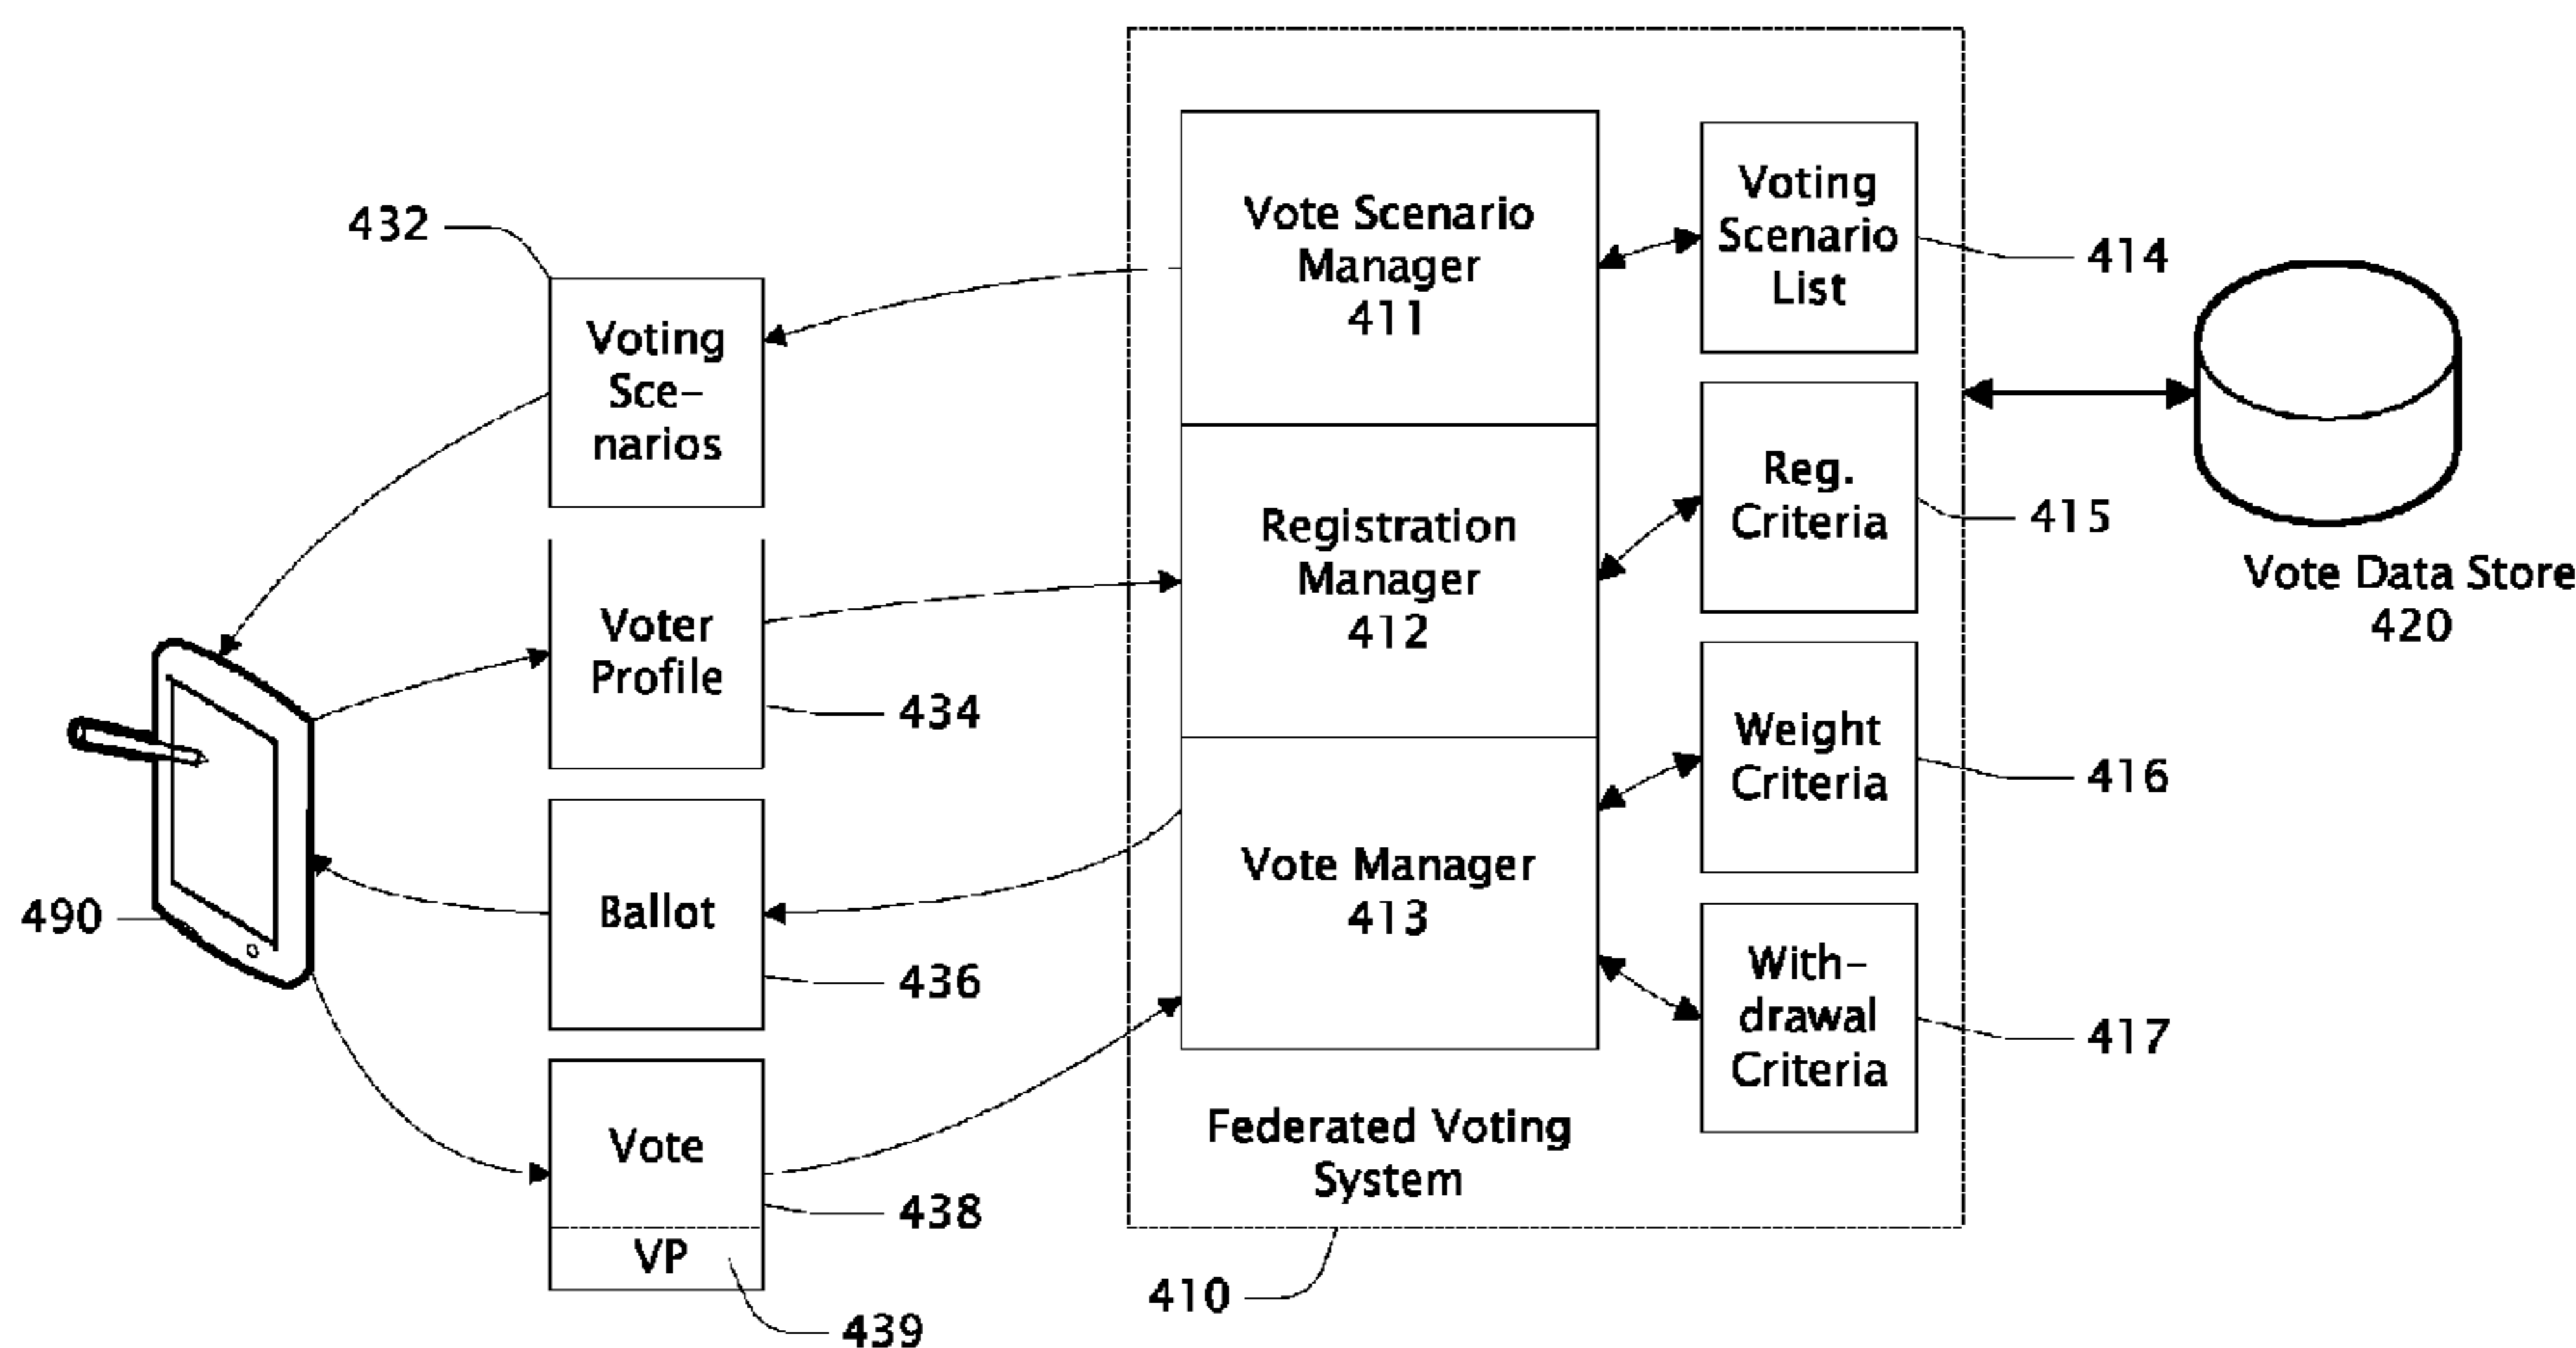 432
Voting
Sce-
narios
Voter
Profile
434
490
Ballot
436
Vote
438
VP
439
Vote Scenario
Manager
411
Registration
Manager
412
Vote Manager
413
Federated Voting
System
410
Voting
Scenario
List
414
Reg.
Criteria
415
Weight
Criteria
416
With-
drawal
Criteria
417
Vote Data Store
420